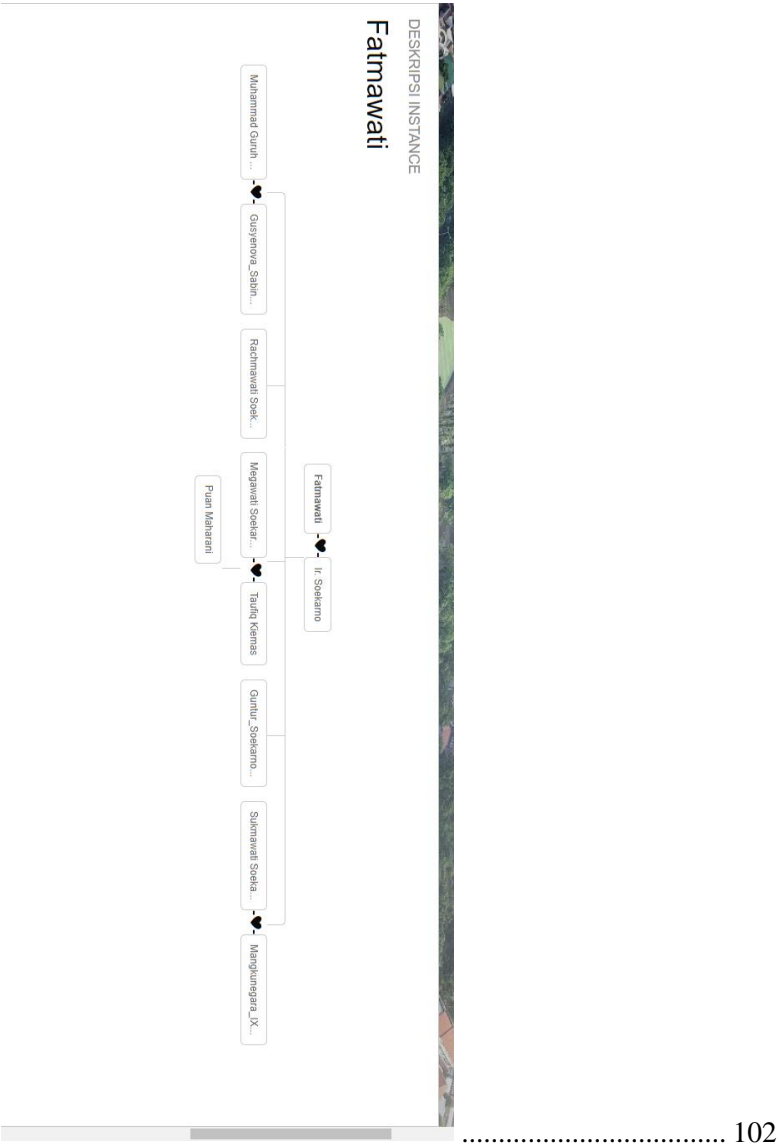 DESKRIPSI INSTANCE
Fatmawati
Fatmawati
Ir. Soekarno
Muhammad Guruh ...
Gusyenova_Sabin...
Rachmawati Soek...
Megawati Soekar...
Taufiq Kiemas
Guntur_Soekarno...
Sukmawati Soeka...
Mangkunegara_IX...
Puan Maharani
.................................... 102